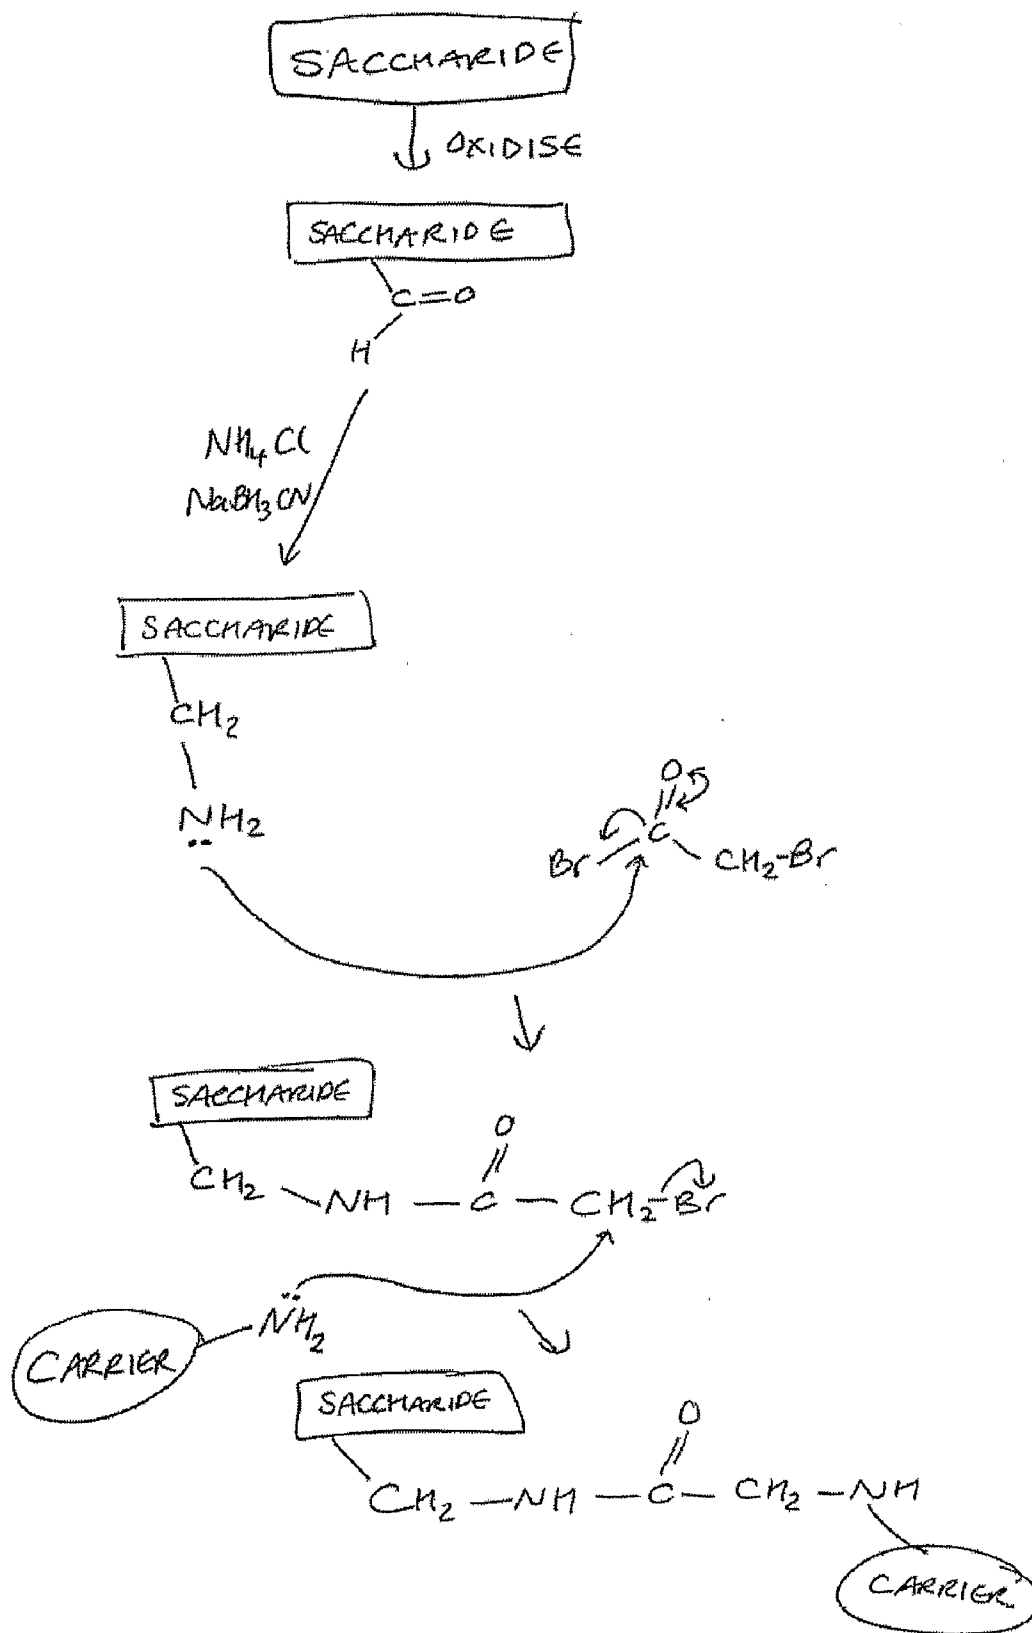 SACCHARIDE
OXIDISE
SACCHARIDE
C=O
H
NH4Cl
NaBH3CN
SACCHARIDE
CH2
NH2
O
Br C CH2-Br
SACCHARIDE
O
CH2 - NH - C - CH2-Br
NH2
CARRIER
SACCHARIDE
O
CH2 - NH - C - CH2 - NH
CARRIER